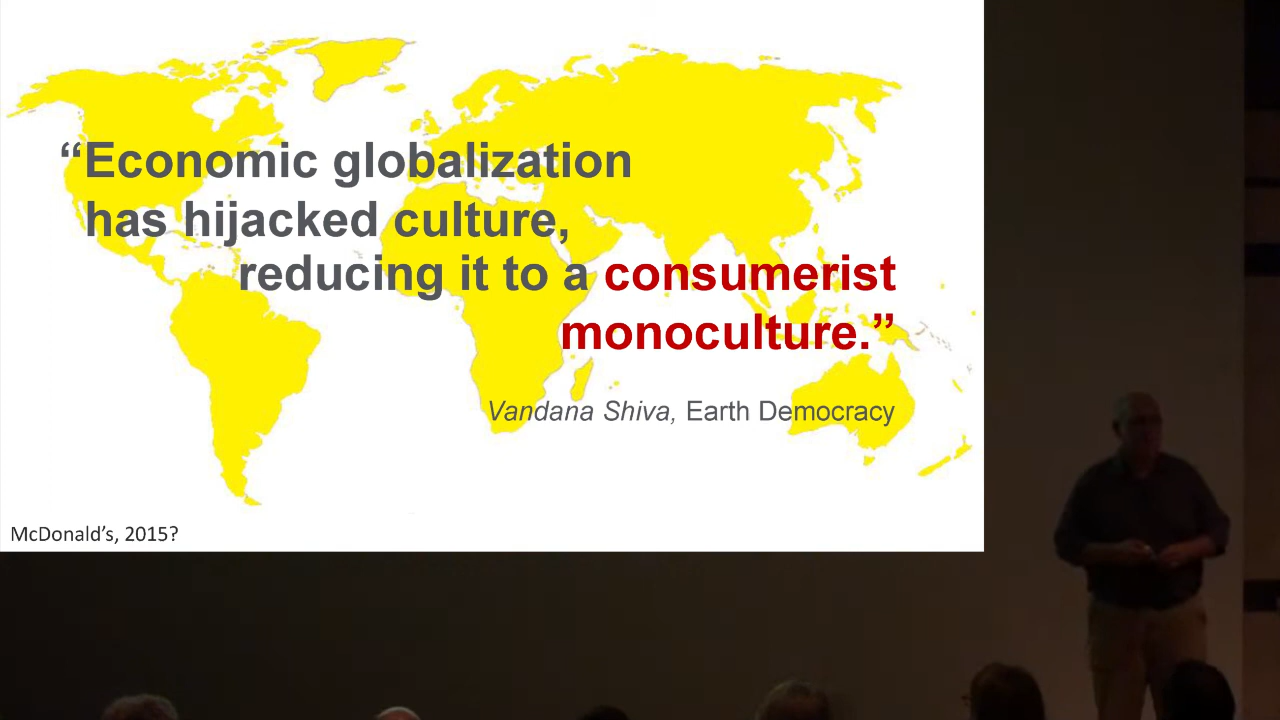 “Economic globalization
has hijacked culture,
reducing it to a consumerist
monoculture.”
Vandana Shiva, Earth Democracy
McDonald’s, 2015?